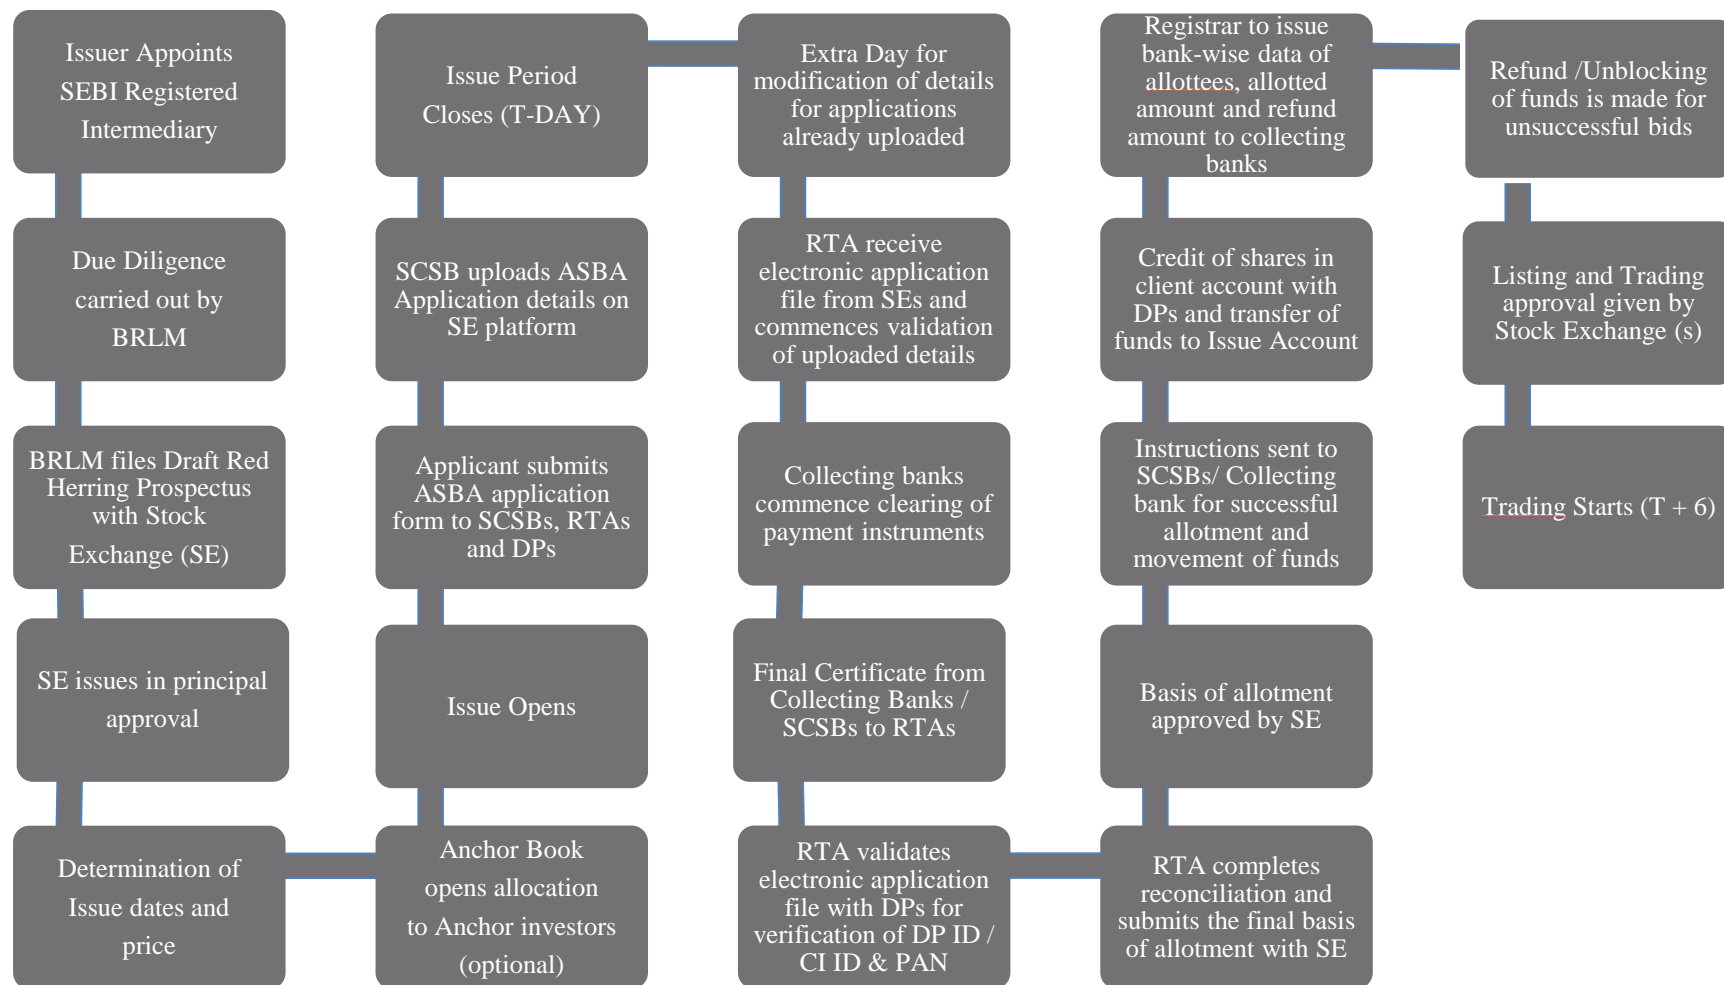 Issuer Appoints
SEBI Registered
Intermediary
Due Diligence
carried out by
BRLM
BRLM files Draft Red
Herring Prospectus
with Stock
Exchange (SE)
SE issues in principal
approval
Determination of
Issue dates and
price
Anchor Book
opens allocation
to Anchor investors
(optional)
Issue Opens
Applicant submits
ASBA application
form to SCSBs, RTAs
and DPs
SCSB uploads ASBA
Application details on
SE platform
Issue Period
Closes (T-DAY)
Extra Day for
modification of details
for applications
already uploaded
RTA receive
electronic application
file from SEs and
commences validation
of uploaded details
Collecting banks
commence clearing of
payment instruments
Final Certificate from
Collecting Banks /
SCSBs to RTAs
RTA validates
electronic application
file with DPs for
verification of DP ID /
CI ID & PAN
RTA completes
reconciliation and
submits the final basis
of allotment with SE
Basis of allotment
approved by SE
Instructions sent to
SCSBs/ Collecting
bank for successful
allotment and
movement of funds
Credit of shares in
client account with
DPs and transfer of
funds to Issue Account
Registrar to issue
bank-wise data of
allottees, allotted
amount and refund
amount to collecting
banks
Refund /Unblocking
of funds is made for
unsuccessful bids
Listing and Trading
approval given by
Stock Exchange (s)
Trading Starts (T + 6)